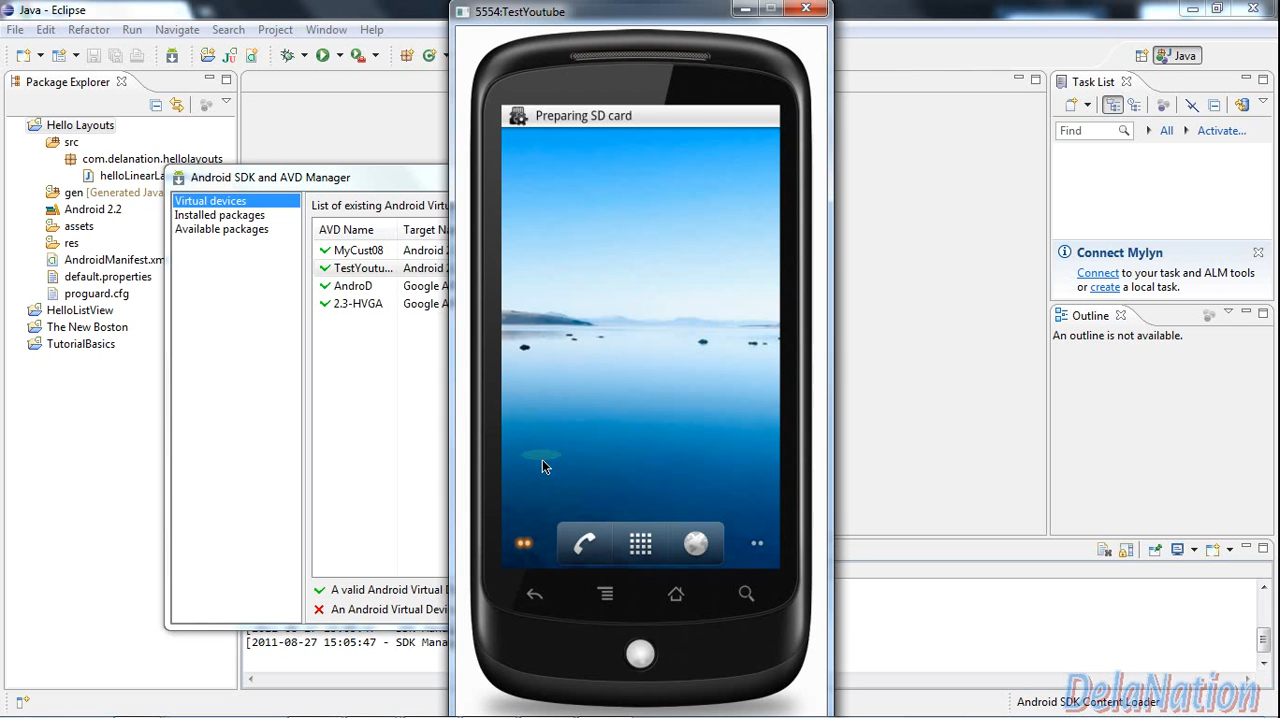 Java - Eclipse
5554:TestYoutube
File Edit Refactor Run Navigate Search Project Run Window Help
Java
Package Explorer
Task List
Find
All
Activate...
Hello Layouts
src
com.delanation.hellolayouts
helloLinearLa
gen [Generated Java
Android 2.2
assets
res
AndroidManifest.xm
default.properties
proguard.cfg
HelloListView
The New Boston
TutorialBasics
Android SDK and AVD Manager
Virtual devices
Installed packages
Available packages
List of existing Android Virtu
AVD Name Target N
MyCust08 Android 2
TestYoutu... Android 2
AndroD Google A
2.3-HVGA Google A
A valid Android Virtual D
An Android Virtual Devi
Preparing SD card
Connect Mylyn
Connect to your task and ALM tools
or create a local task.
Outline
An outline is not available.
[2011-08-27 15:05:47 - SDK Mana
Android SDK Content Loader
DelaNation